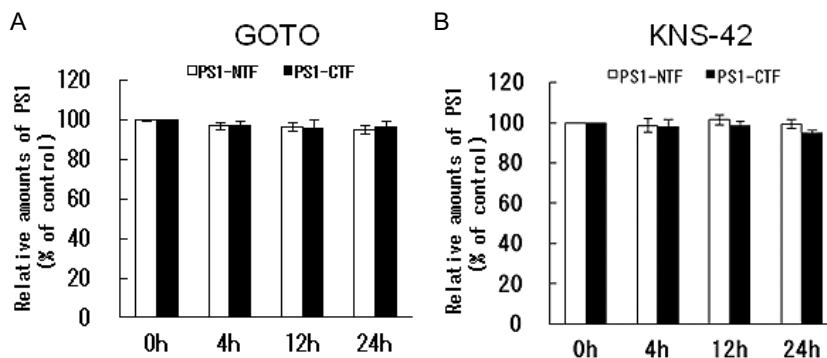 A
GOTO
PS1-NTF PS1-CTF
Relative amounts of PS1
(% of control)
120
100
80
60
40
20
0
0h 4h 12h 24h
B
KNS-42
PS1-NTF PS1-CTF
Relative amounts of PS1
(% of control)
120
100
80
60
40
20
0
0h 4h 12h 24h